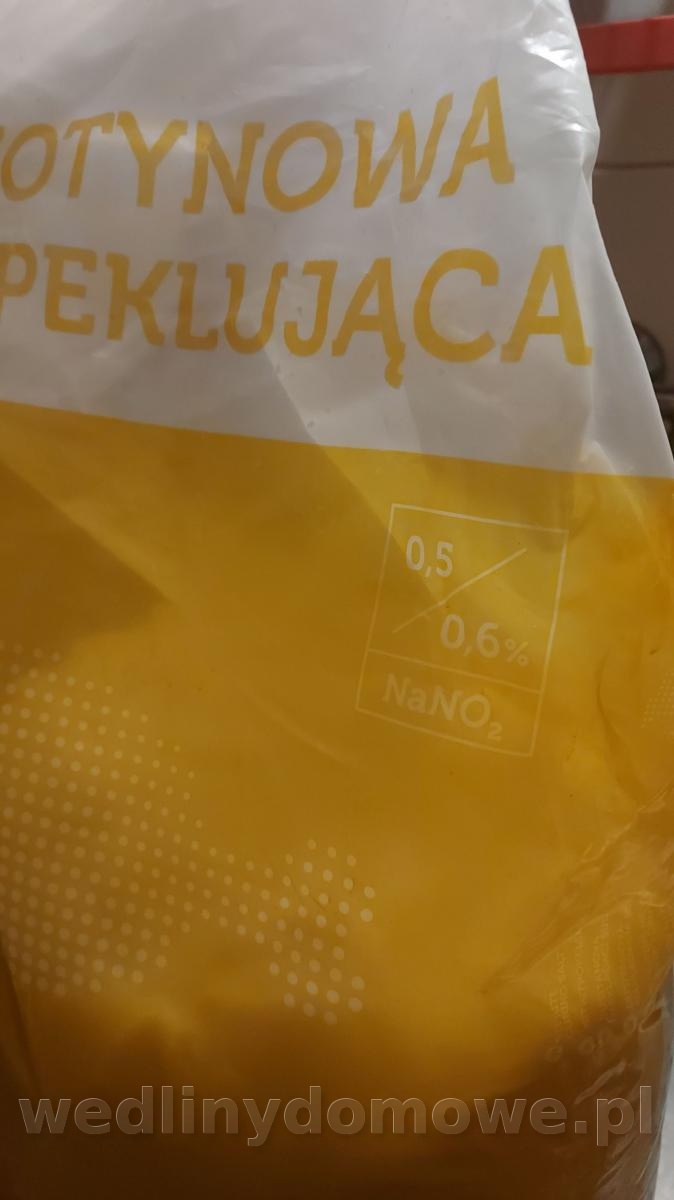 OTYNOWA
PEKLUJĄCA
0,5
0,6%
NaNO₂
wedlinydomowe.pl